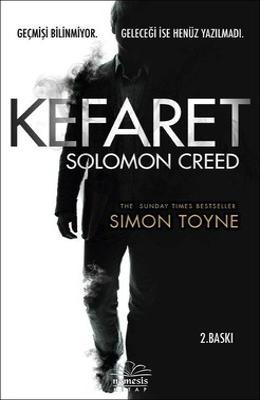 GEÇMİŞİ BİLİNMİYOR. GELECEĞİ İSE HENÜZ YAZILMADI.
KEFARET
SOLOMON CREED
THE SUNDAY TIMES BESTSELLER
SIMON TOYNE
2.BASKI
nemesis
KİTAP